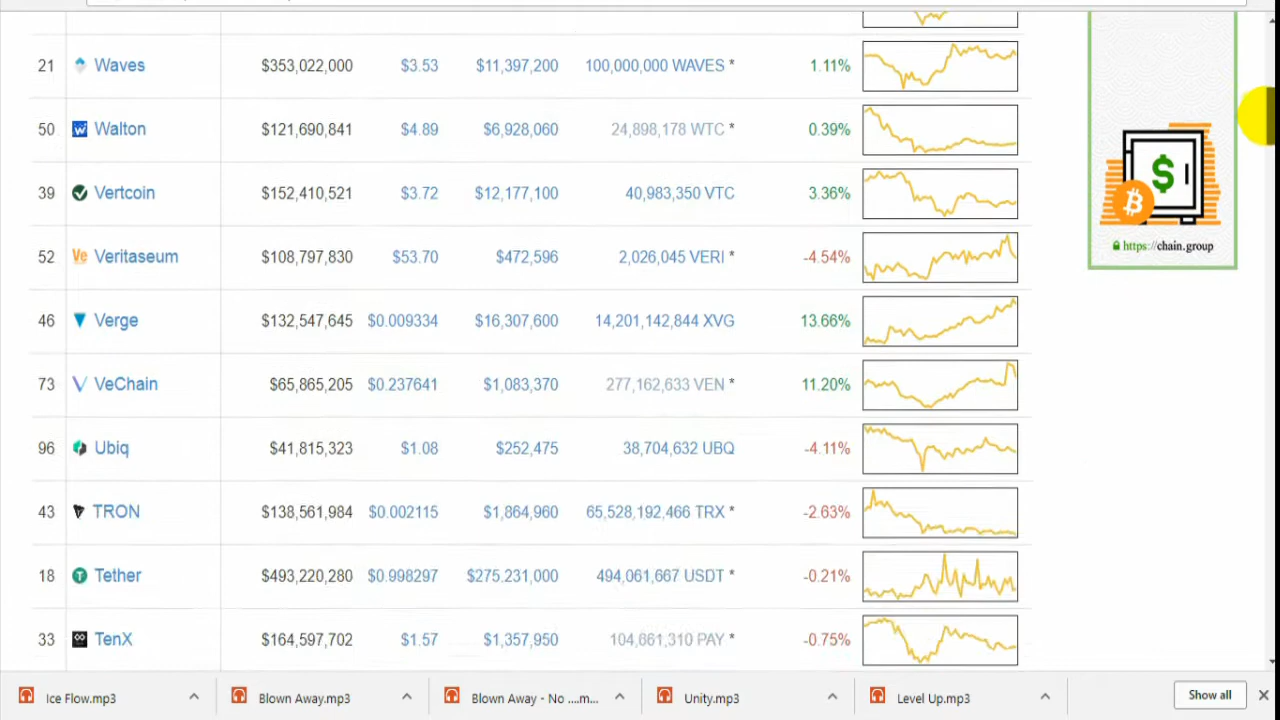 21 Waves $353,022,000 $3.53 $11,397,200 100,000,000 WAVES * 1.11%
50 Walton $121,690,841 $4.89 $6,928,060 24,898,178 WTC * 0.39%
39 Vertcoin $152,410,521 $3.72 $12,177,100 40,983,350 VTC 3.36%
https://chain.group
52 Veritaseum $108,797,830 $53.70 $472,596 2,026,045 VERI * -4.54%
46 Verge $132,547,645 $0.009334 $16,307,600 14,201,142,844 XVG 13.66%
73 VeChain $65,865,205 $0.237641 $1,083,370 277,162,633 VEN * 11.20%
96 Ubiq $41,815,323 $1.08 $252,475 38,704,632 UBQ -4.11%
43 TRON $138,561,984 $0.002115 $1,864,960 65,528,192,466 TRX * -2.63%
18 Tether $493,220,280 $0.998297 $275.231,000 494,061,667 USDT * -0.21%
33 TenX $164,597,702 $1.57 $1,357,950 104,661,310 PAY * -0.75%
Ice Flow.mp3 Blown Away.mp3 Blown Away - No ....m... Unity.mp3 Level Up.mp3 Show all